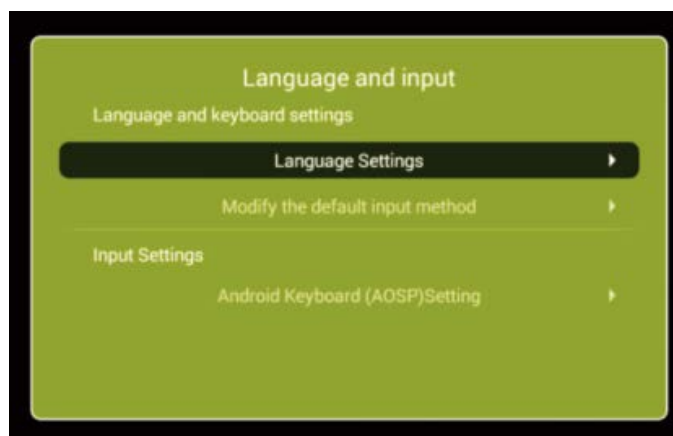 Language and input
Language and keyboard settings
Language Settings
Modify the default input method
Input Settings
Android Keyboard (AOSP)Setting